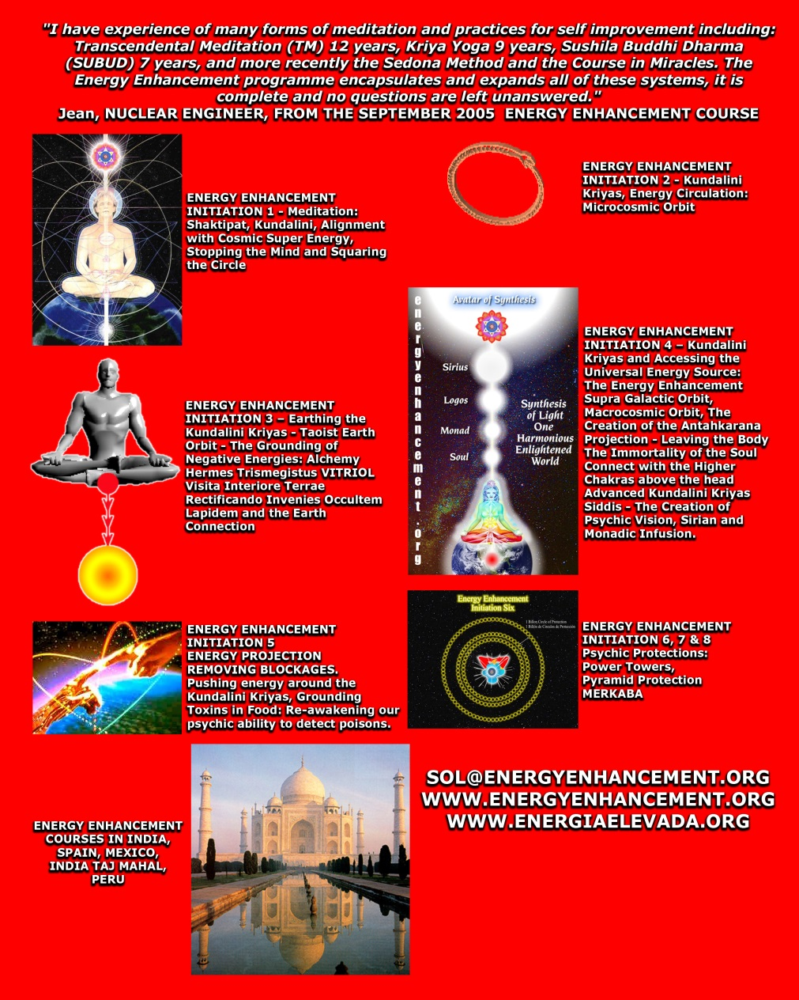 "I have experience of many forms of meditation and practices for self improvement including:
Transcendental Meditation (TM) 12 years, Kriya Yoga 9 years, Sushila Buddhi Dharma
(SUBUD) 7 years, and more recently the Sedona Method and the Course in Miracles. The
Energy Enhancement programme encapsulates and expands all of these systems, it is
complete and no questions are left unanswered."
Jean, NUCLEAR ENGINEER, FROM THE SEPTEMBER 2005 ENERGY ENHANCEMENT COURSE
ENERGY ENHANCEMENT
INITIATION 1 - Meditation:
Shaktipat, Kundalini, Alignment
with Cosmic Super Energy,
Stopping the Mind and Squaring
the Circle
ENERGY ENHANCEMENT
INITIATION 2 - Kundalini
Kriyas, Energy Circulation:
Microcosmic Orbit
ENERGY ENHANCEMENT
INITIATION 3 – Earthing the
Kundalini Kriyas - Taoist Earth
Orbit - The Grounding of
Negative Energies: Alchemy
Hermes Trismegistus VITRIOL
Visita Interiore Terrae
Rectificando Invenies Occultem
Lapidem and the Earth
Connection
energyenhancement.org
Avatar of Synthesis
Sirius
Logos
Monad
Soul
Synthesis
of Light
One
Harmonious
Enlightened
World
ENERGY ENHANCEMENT
INITIATION 4 – Kundalini
Kriyas and Accessing the
Universal Energy Source:
The Energy Enhancement
Supra Galactic Orbit,
Macrocosmic Orbit, The
Creation of the Antahkarana
Projection - Leaving the Body
The Immortality of the Soul
Connect with the Higher
Chakras above the head
Advanced Kundalini Kriyas
Siddis - The Creation of
Psychic Vision, Sirian and
Monadic Infusion.
ENERGY ENHANCEMENT
INITIATION 5
ENERGY PROJECTION
REMOVING BLOCKAGES.
Pushing energy around the
Kundalini Kriyas, Grounding
Toxins in Food: Re-awakening our
psychic ability to detect poisons.
Energy Enhancement
Initiation Six
1 Billon Circle of Protection
1 Billón de Circulos de Protección
ENERGY ENHANCEMENT
INITIATION 6, 7 & 8
Psychic Protections:
Power Towers,
Pyramid Protection
MERKABA
ENERGY ENHANCEMENT
COURSES IN INDIA,
SPAIN, MEXICO,
INDIA TAJ MAHAL,
PERU
SOL@ENERGYENHANCEMENT.ORG
WWW.ENERGYENHANCEMENT.ORG
WWW.ENERGIAELEVADA.ORG